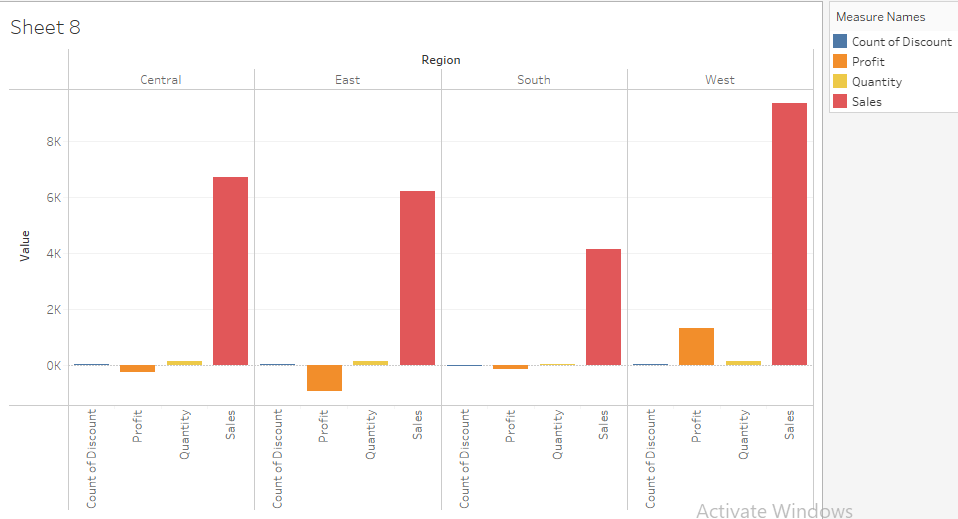 Sheet 8
Region
Central East South West
8K
6K
4K
2K
0K
Value
Count of Discount Profit Quantity Sales Count of Discount Profit Quantity Sales Count of Discount Profit Quantity Sales Count of Discount Profit Quantity Sales
Measure Names
Count of Discount
Profit
Quantity
Sales
Activate Windows